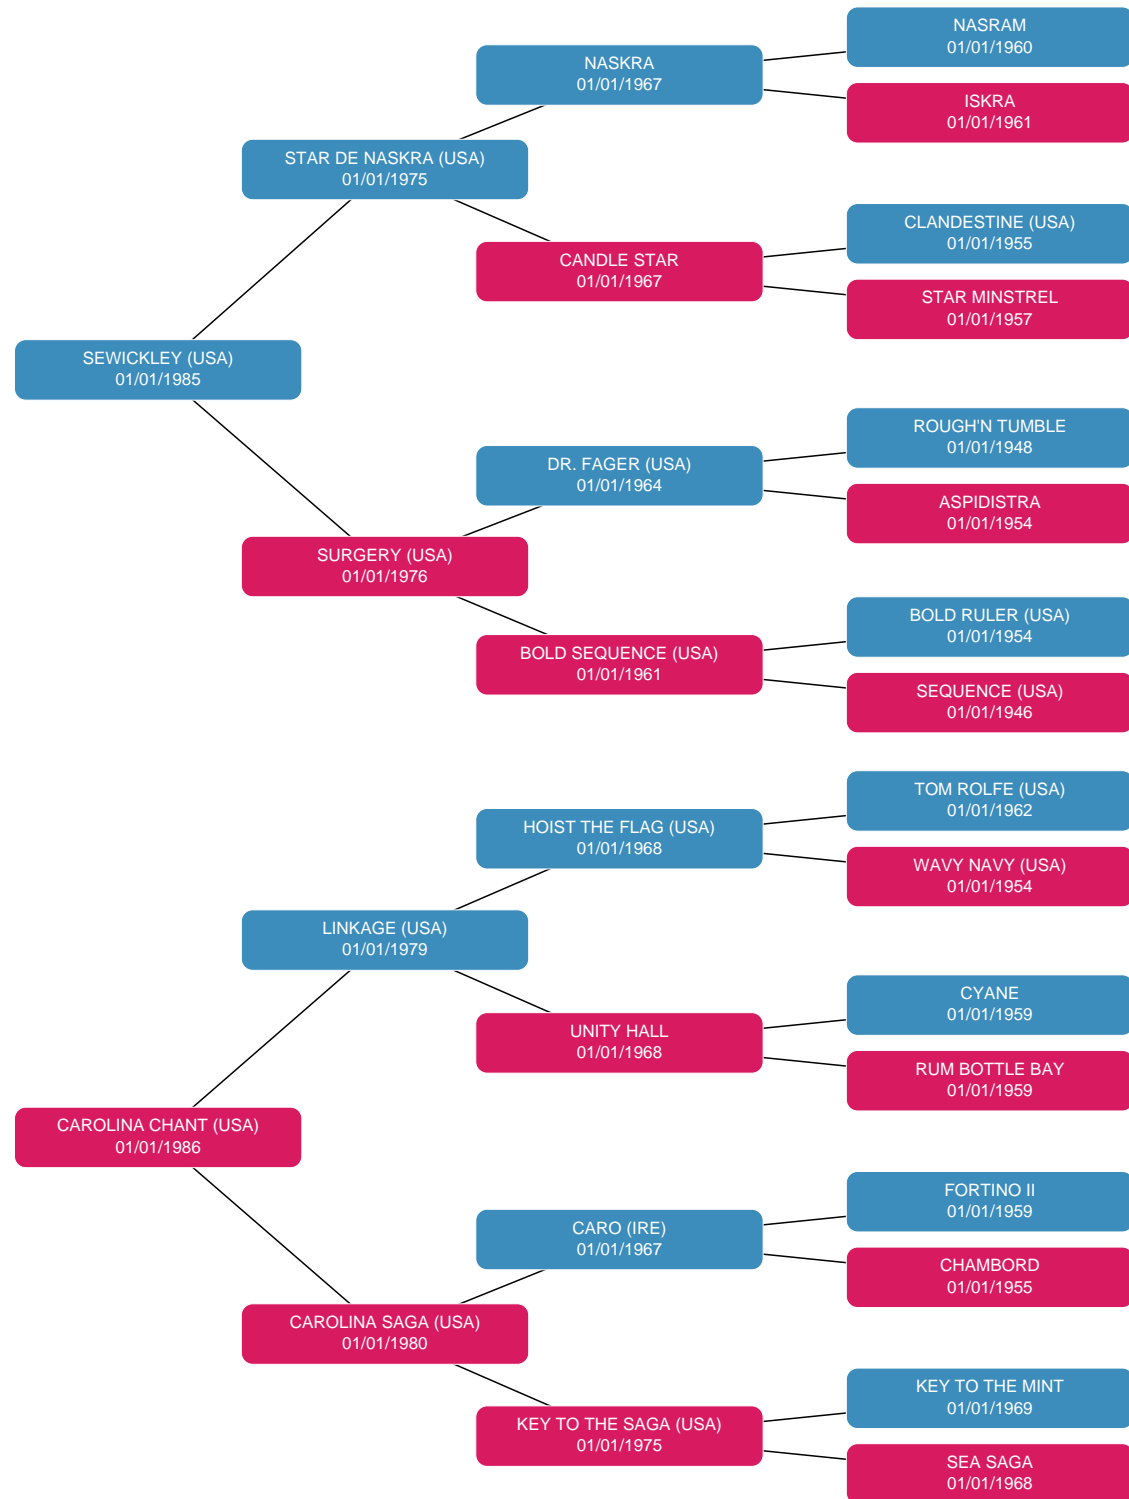 NASRAM
01/01/1960
NASKRA
01/01/1967
ISKRA
01/01/1961
STAR DE NASKRA (USA)
01/01/1975
CLANDESTINE (USA)
01/01/1955
CANDLE STAR
01/01/1967
STAR MINSTREL
01/01/1957
SEWICKLEY (USA)
01/01/1985
ROUGH'N TUMBLE
01/01/1948
DR. FAGER (USA)
01/01/1964
ASPIDISTRA
01/01/1954
SURGERY (USA)
01/01/1976
BOLD RULER (USA)
01/01/1954
BOLD SEQUENCE (USA)
01/01/1961
SEQUENCE (USA)
01/01/1946
TOM ROLFE (USA)
01/01/1962
HOIST THE FLAG (USA)
01/01/1968
WAVY NAVY (USA)
01/01/1954
LINKAGE (USA)
01/01/1979
CYANE
01/01/1959
UNITY HALL
01/01/1968
RUM BOTTLE BAY
01/01/1959
CAROLINA CHANT (USA)
01/01/1986
FORTINO II
01/01/1959
CARO (IRE)
01/01/1967
CHAMBORD
01/01/1955
CAROLINA SAGA (USA)
01/01/1980
KEY TO THE MINT
01/01/1969
KEY TO THE SAGA (USA)
01/01/1975
SEA SAGA
01/01/1968